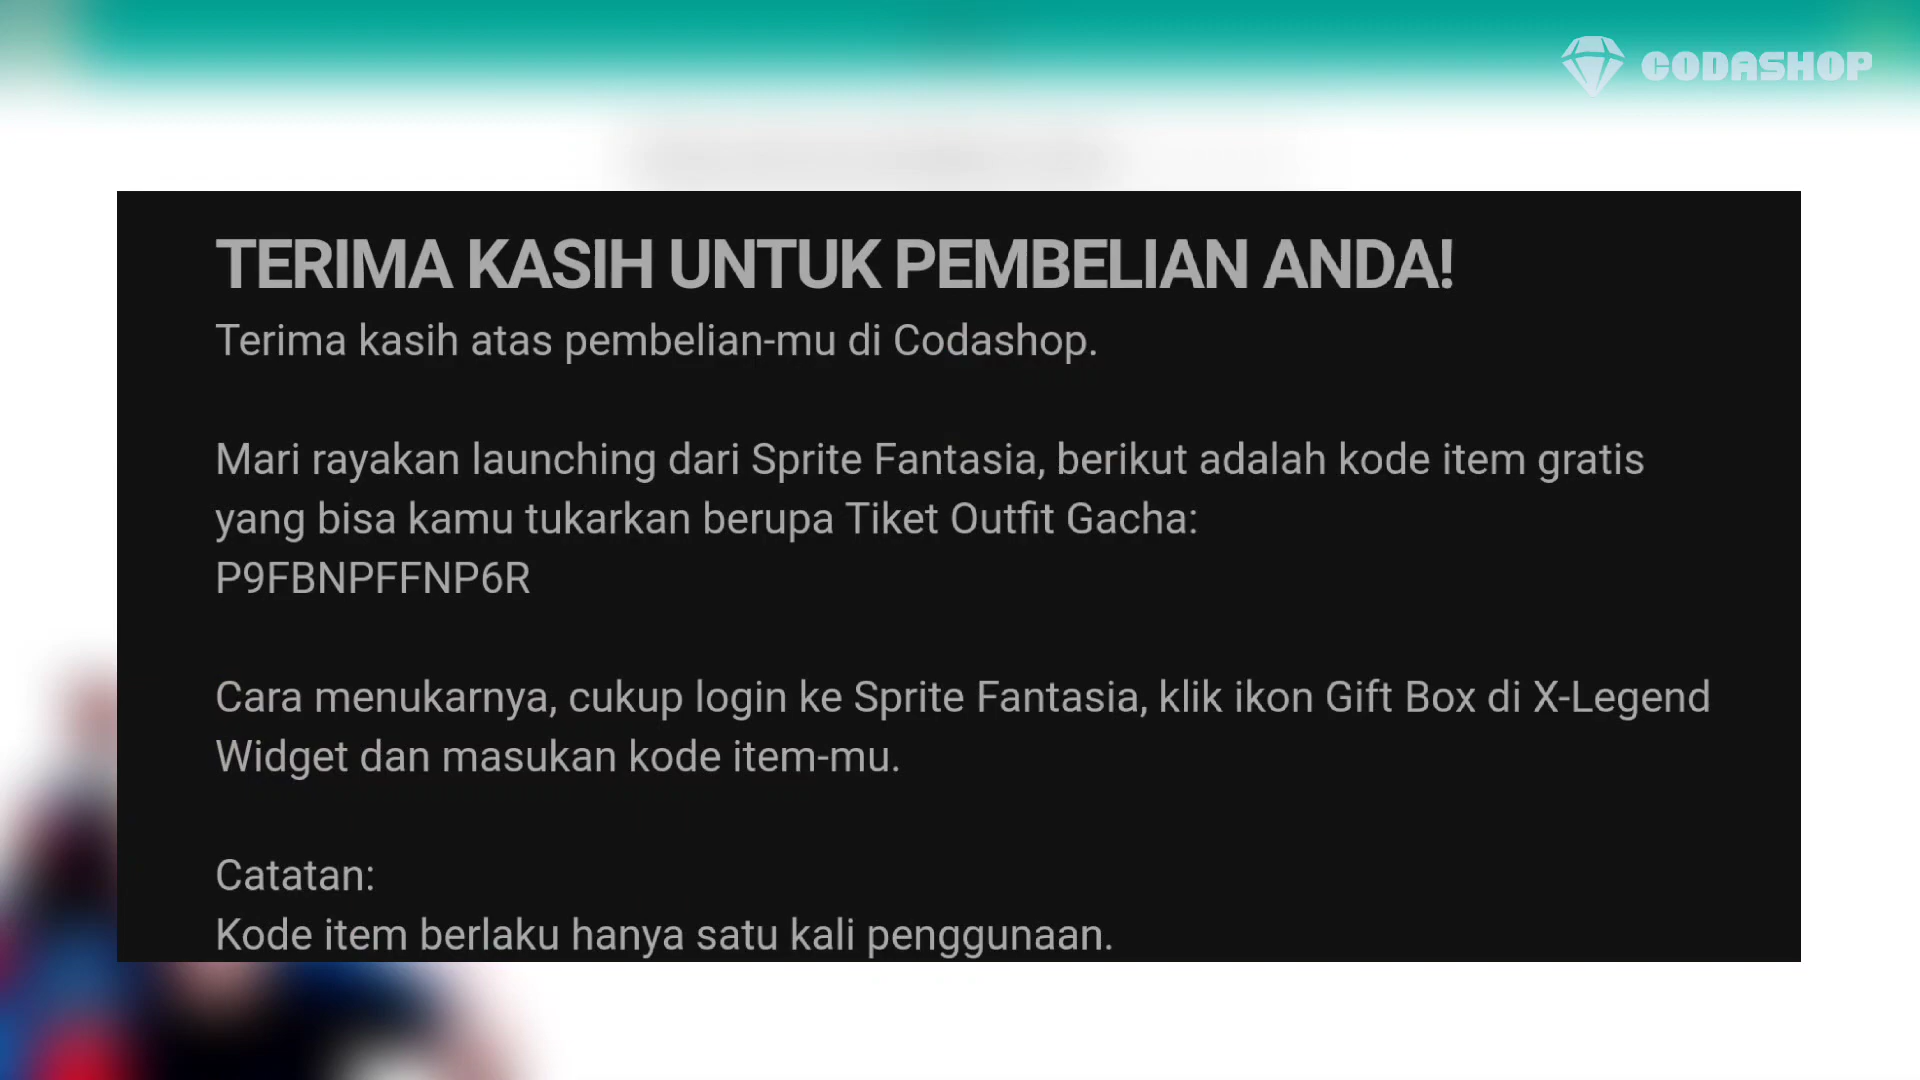 CODASHOP
TERIMA KASIH UNTUK PEMBELIAN ANDA!
Terima kasih atas pembelian-mu di Codashop.
Mari rayakan launching dari Sprite Fantasia, berikut adalah kode item gratis
yang bisa kamu tukarkan berupa Tiket Outfit Gacha:
P9FBNPFFNP6R
Cara menukarnya, cukup login ke Sprite Fantasia, klik ikon Gift Box di X-Legend
Widget dan masukan kode item-mu.
Catatan:
Kode item berlaku hanya satu kali penggunaan.